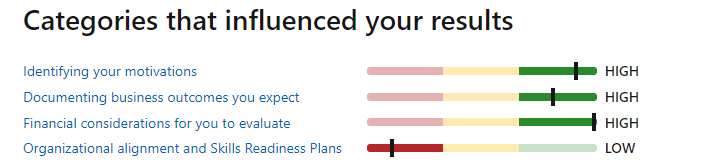 Categories that influenced your results
Identifying your motivations HIGH
Documenting business outcomes you expect HIGH
Financial considerations for you to evaluate HIGH
Organizational alignment and Skills Readiness Plans LOW